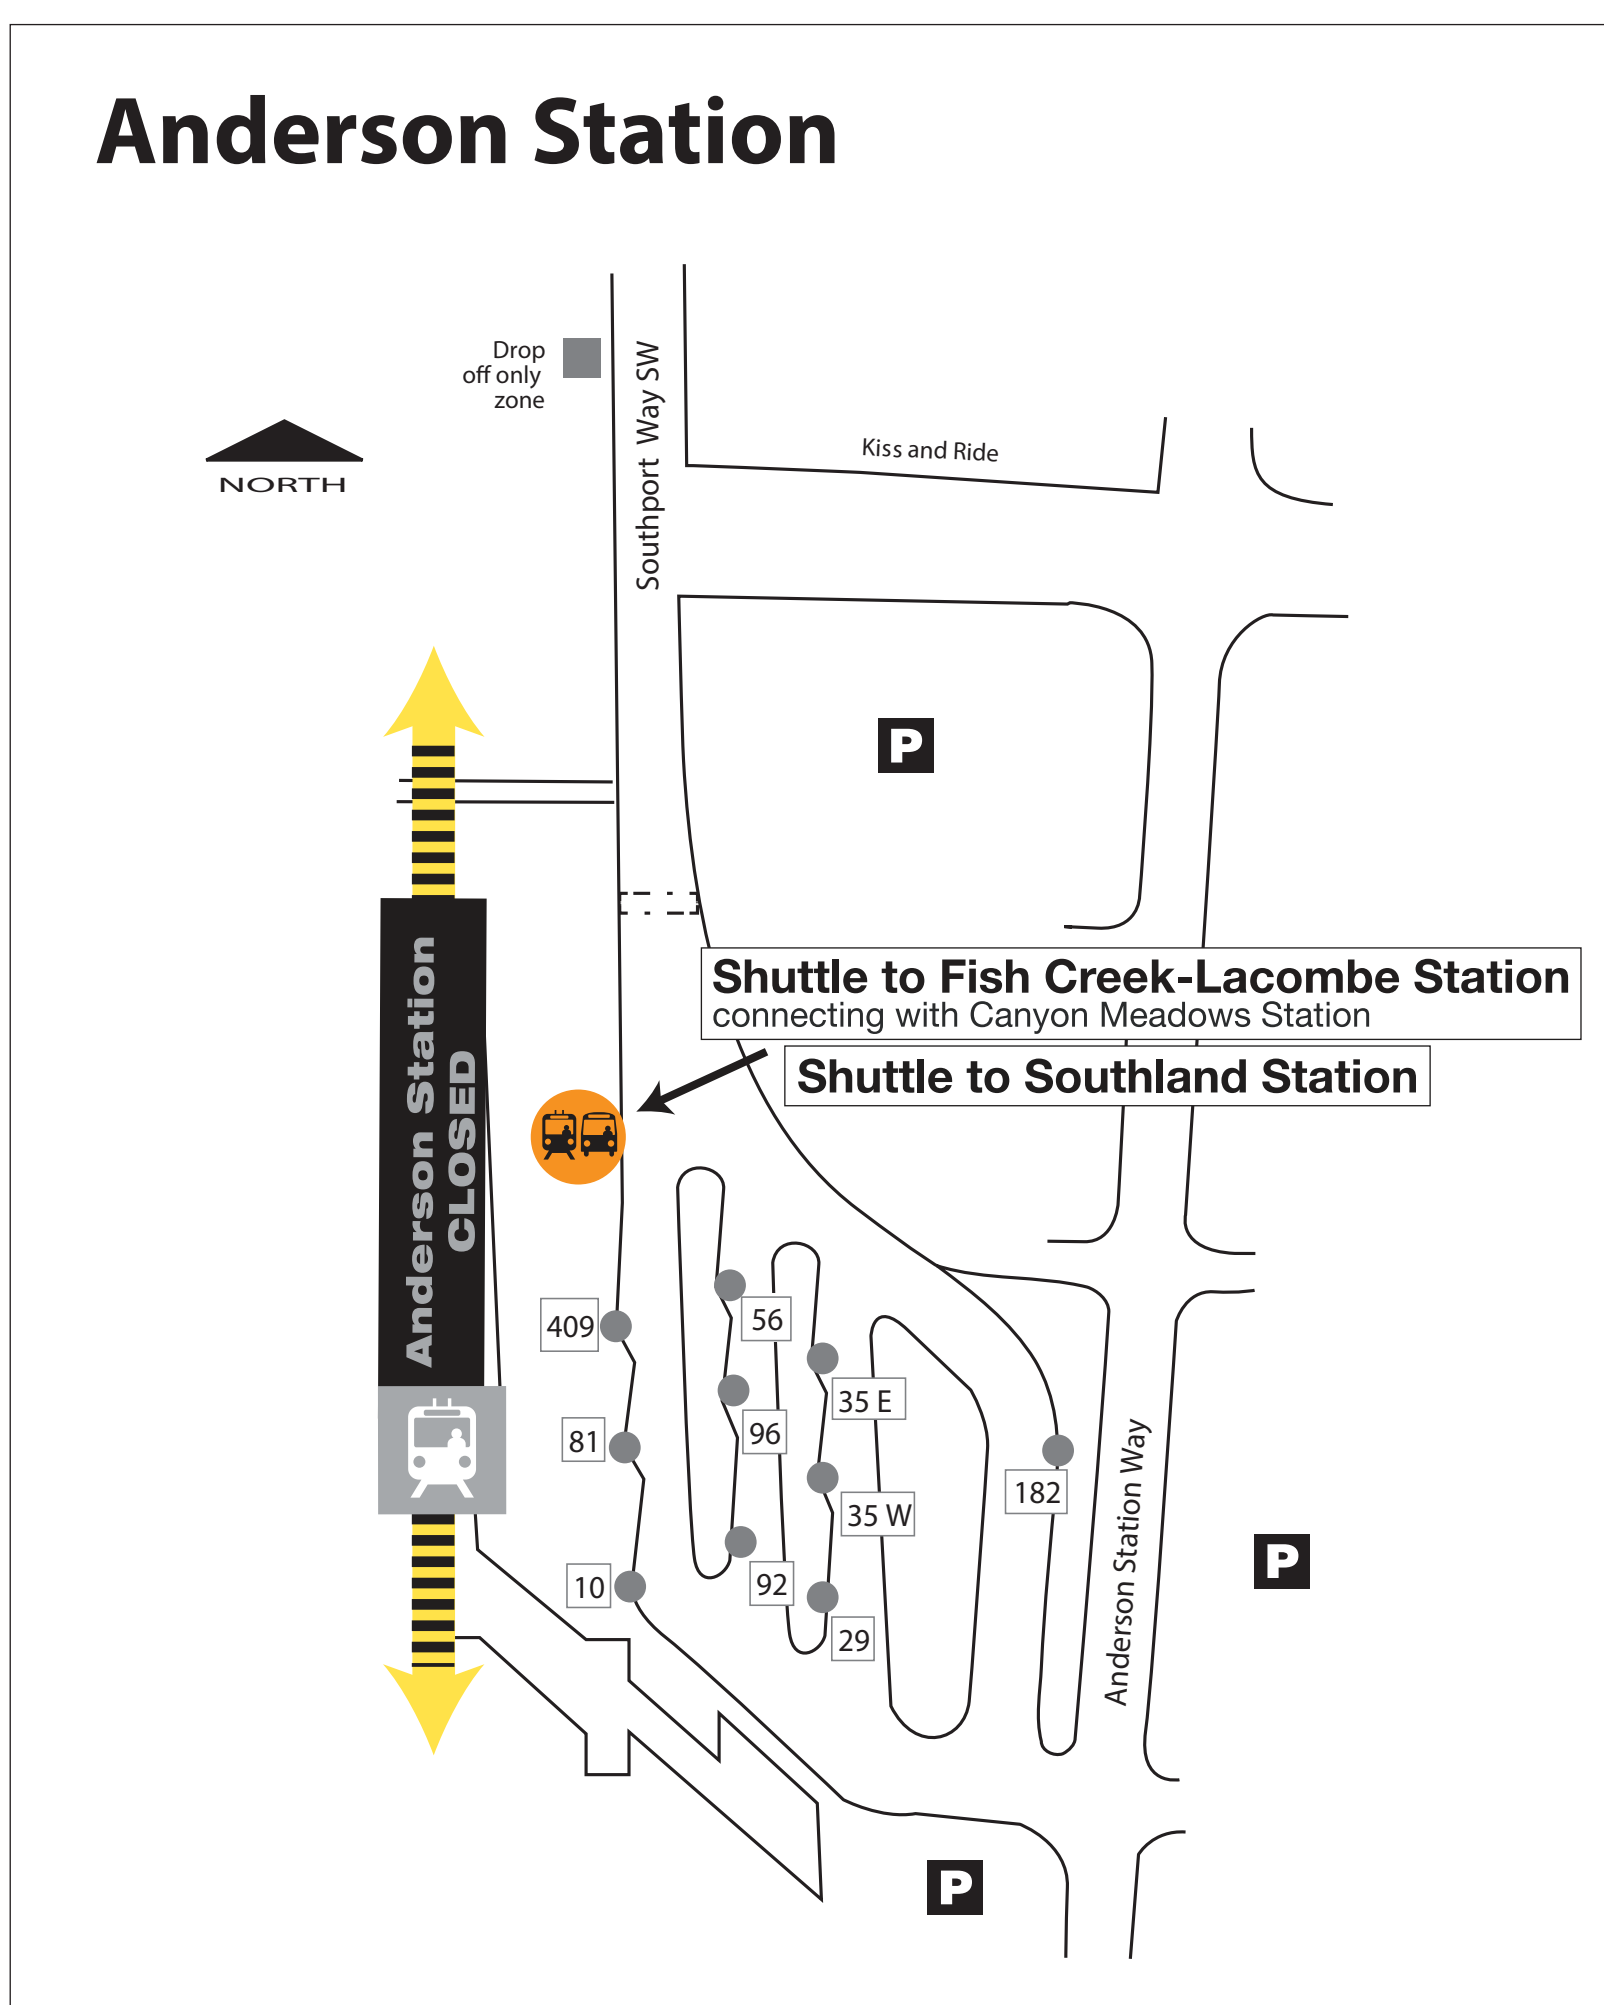 Anderson Station
Drop
off only
zone
NORTH
Southport Way SW
Kiss and Ride
P
Shuttle to Fish Creek-Lacombe Station
connecting with Canyon Meadows Station
Shuttle to Southland Station
Anderson Station
CLOSED
409
56
35 E
81
96
182
35 W
10
92
29
Anderson Station Way
P
P